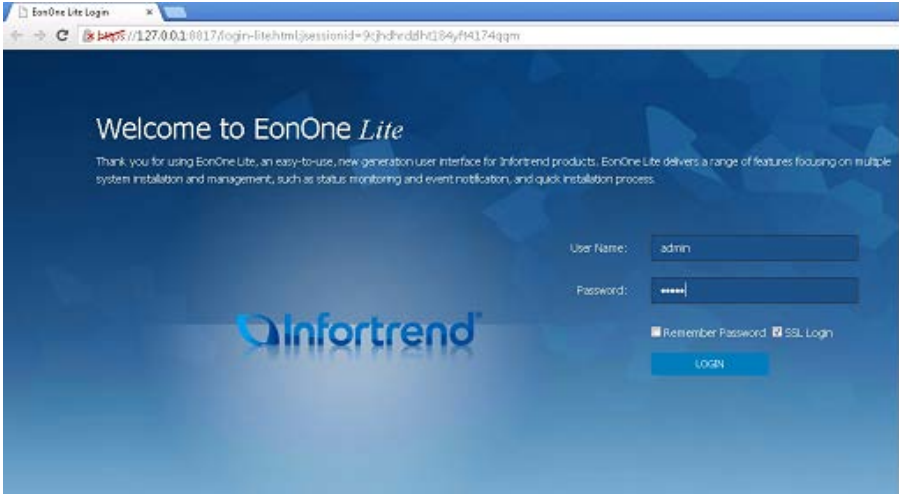 EonOne Lite Login
https://127.0.0.1:8817/login-lite.html;jsessionid=
Welcome to EonOne Lite
Thank you for using EonOne Lite, an easy-to-use, new generation user interface for Infortrend products. EonOne Lite delivers a range of features focusing on multiple
system installation and management, such as status monitoring and event notification, and quick installation process.
User Name: admin
Password: •••••
Infortrend
Remember Password SSL Login
LOGIN